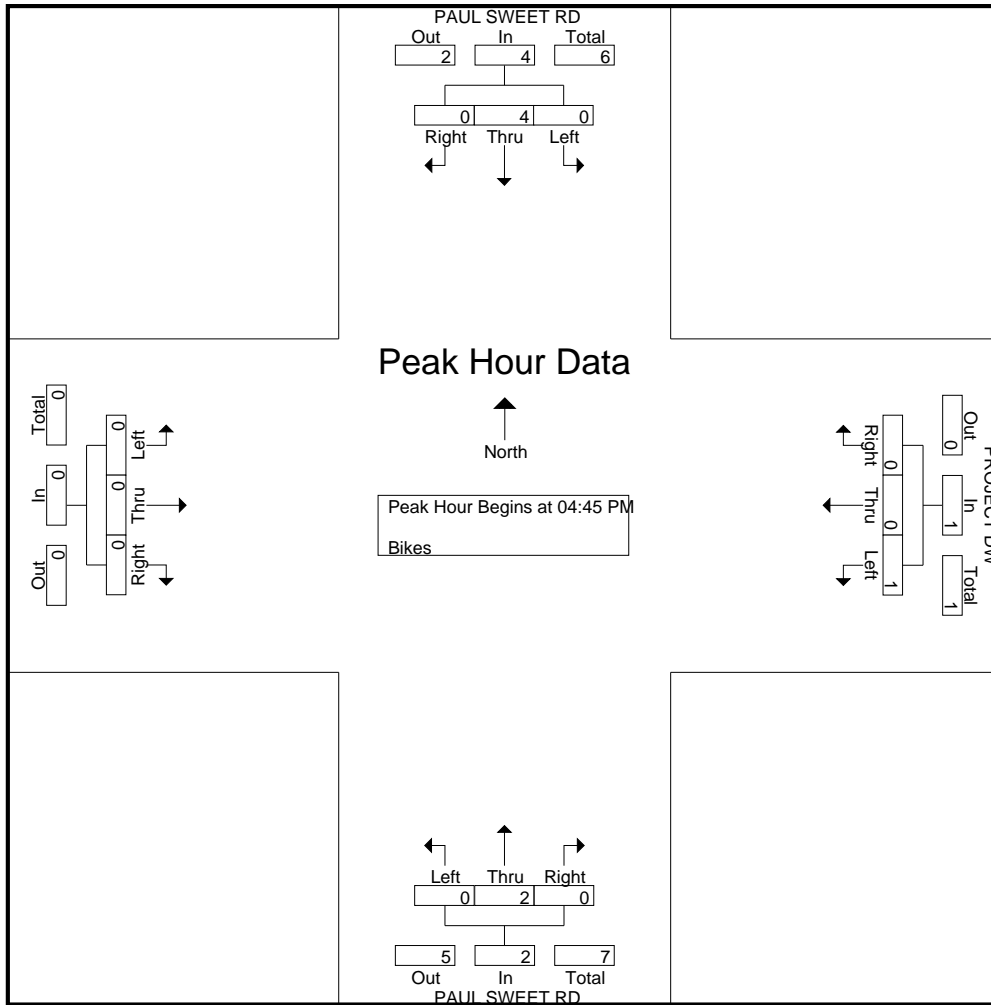 PAUL SWEET RD
Out In Total
2 4 6
0 4 0
Right Thru Left
Peak Hour Data
North
Peak Hour Begins at 04:45 PM
Bikes
Total In Out
0 0 0
0 0 0
Left Thru Right
Right Thru Left
0 0 1
Out In Total
0 1 1
PROJECT DW
Left Thru Right
0 2 0
5 2 7
Out In Total
PAUL SWEET RD